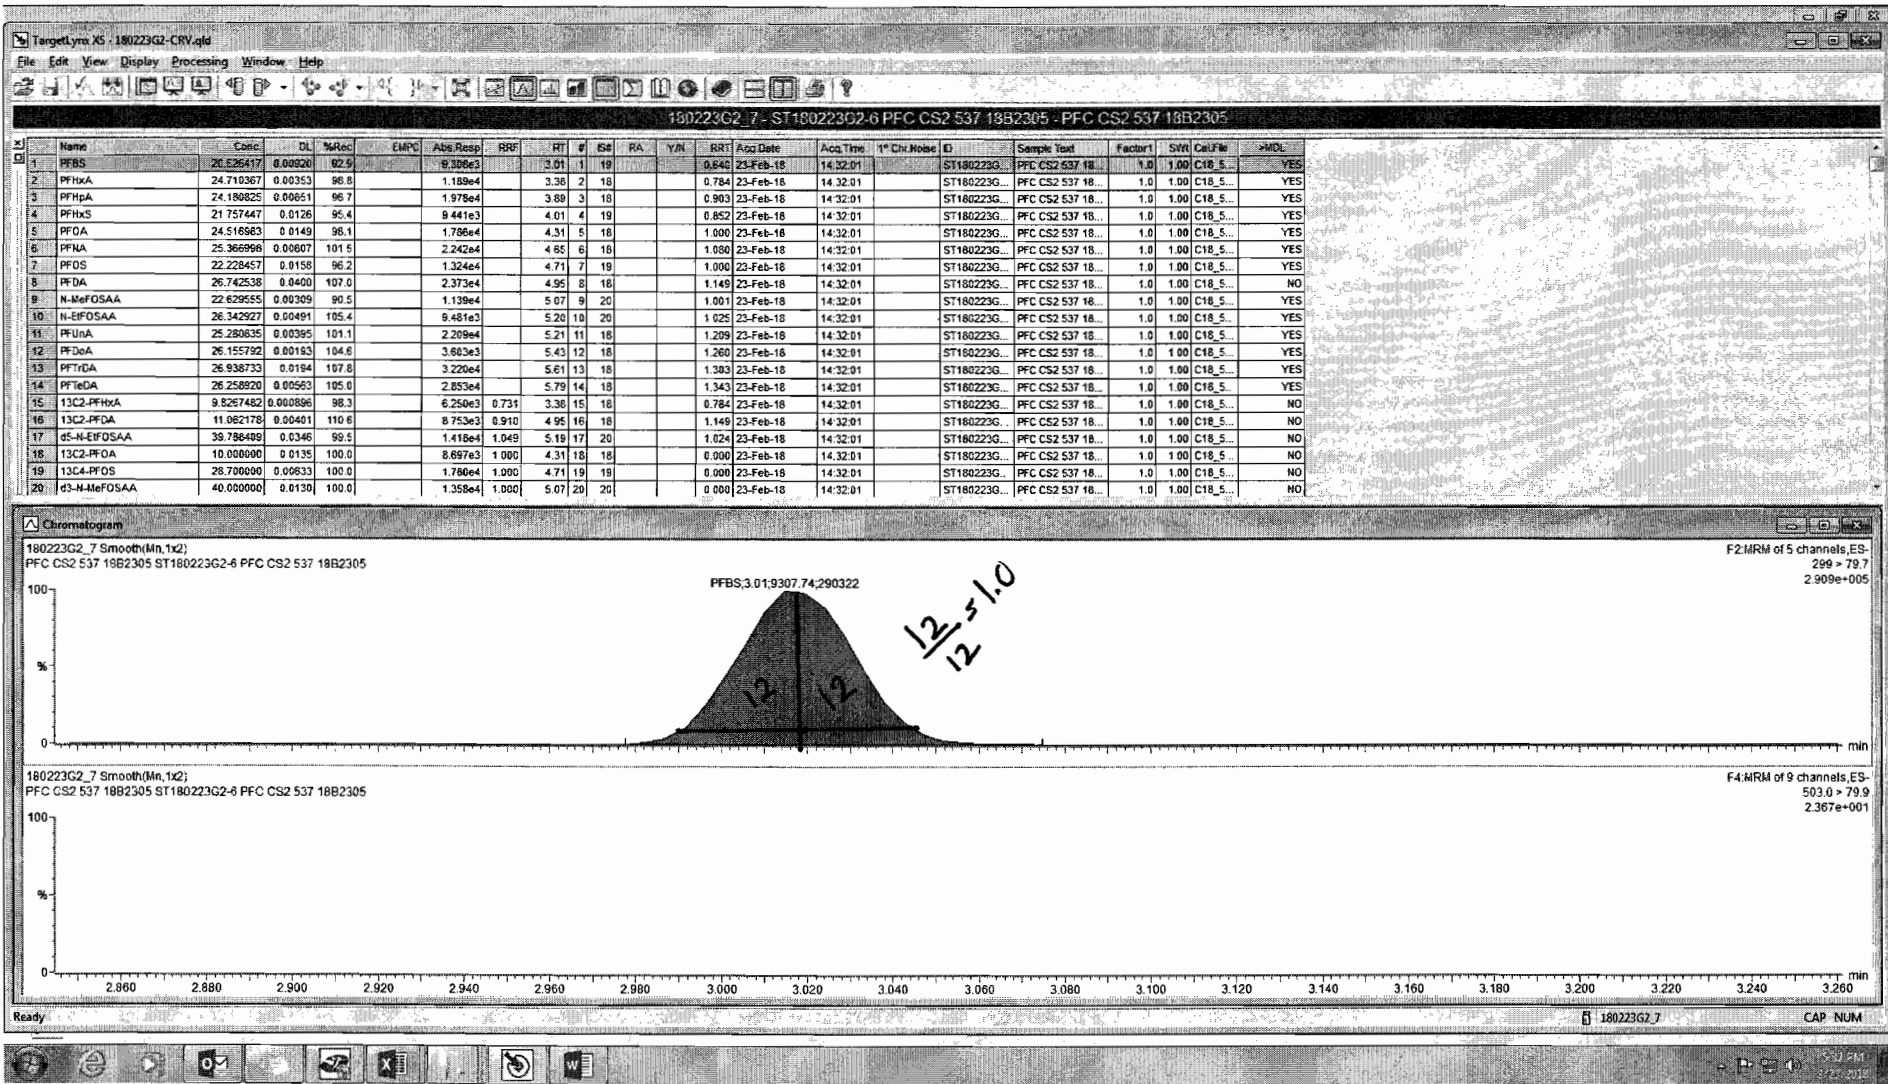 TargetLynx XS - 180223G2-CRV.qld
File Edit View Display Processing Window Help
180223G2_7 - ST180223G2-6 PFC CS2 537 18B2305 - PFC CS2 537 18B2305
Name Conc. DL %Rec EMPC Abs.Resp RRF RT # IS# RA Y/N RRT Acq.Date Acq.Time 1° Chr.Noise ID Sample Text Factor1 SWt Cal.File >MDL
1 PFBS 20.526417 0.00920 92.9 9.308e3 3.01 1 19 0.640 23-Feb-18 14:32:01 ST180223G... PFC CS2 537 18... 1.0 1.00 C18_5... YES
2 PFHxA 24.710367 0.00353 98.8 1.189e4 3.38 2 18 0.784 23-Feb-18 14:32:01 ST180223G... PFC CS2 537 18... 1.0 1.00 C18_5... YES
3 PFHpA 24.180825 0.00651 96.7 1.978e4 3.89 3 18 0.903 23-Feb-18 14:32:01 ST180223G... PFC CS2 537 18... 1.0 1.00 C18_5... YES
4 PFHxS 21.757447 0.0126 95.4 9.441e3 4.01 4 19 0.852 23-Feb-18 14:32:01 ST180223G... PFC CS2 537 18... 1.0 1.00 C18_5... YES
5 PFOA 24.516983 0.0149 98.1 1.786e4 4.31 5 18 1.000 23-Feb-18 14:32:01 ST180223G... PFC CS2 537 18... 1.0 1.00 C18_5... YES
6 PFNA 25.366998 0.00607 101.5 2.242e4 4.65 6 18 1.080 23-Feb-18 14:32:01 ST180223G... PFC CS2 537 18... 1.0 1.00 C18_5... YES
7 PFOS 22.228457 0.0158 96.2 1.324e4 4.71 7 19 1.000 23-Feb-18 14:32:01 ST180223G... PFC CS2 537 18... 1.0 1.00 C18_5... YES
8 PFDA 26.742538 0.0400 107.0 2.373e4 4.95 8 18 1.149 23-Feb-18 14:32:01 ST180223G... PFC CS2 537 18... 1.0 1.00 C18_5... NO
9 N-MeFOSAA 22.629555 0.00309 90.5 1.139e4 5.07 9 20 1.001 23-Feb-18 14:32:01 ST180223G... PFC CS2 537 18... 1.0 1.00 C18_5... YES
10 N-EtFOSAA 26.342927 0.00491 105.4 9.481e3 5.20 10 20 1.025 23-Feb-18 14:32:01 ST180223G... PFC CS2 537 18... 1.0 1.00 C18_5... YES
11 PFUnA 25.280635 0.00395 101.1 2.209e4 5.21 11 18 1.209 23-Feb-18 14:32:01 ST180223G... PFC CS2 537 18... 1.0 1.00 C18_5... YES
12 PFDoA 26.155792 0.00193 104.6 3.603e3 5.43 12 18 1.260 23-Feb-18 14:32:01 ST180223G... PFC CS2 537 18... 1.0 1.00 C18_5... YES
13 PFTrDA 26.938733 0.0194 107.8 3.220e4 5.61 13 18 1.303 23-Feb-18 14:32:01 ST180223G... PFC CS2 537 18... 1.0 1.00 C18_5... YES
14 PFTeDA 26.258920 0.00563 105.0 2.853e4 5.79 14 18 1.343 23-Feb-18 14:32:01 ST180223G... PFC CS2 537 18... 1.0 1.00 C18_5... YES
15 13C2-PFHxA 9.8267482 0.000896 98.3 6.250e3 0.731 3.38 15 18 0.784 23-Feb-18 14:32:01 ST180223G... PFC CS2 537 18... 1.0 1.00 C18_5... NO
16 13C2-PFDA 11.062178 0.00401 110.6 8.753e3 0.910 4.95 16 18 1.149 23-Feb-18 14:32:01 ST180223G... PFC CS2 537 18... 1.0 1.00 C18_5... NO
17 d5-N-EtFOSAA 39.788409 0.0346 99.5 1.418e4 1.049 5.19 17 20 1.024 23-Feb-18 14:32:01 ST180223G... PFC CS2 537 18... 1.0 1.00 C18_5... NO
18 13C2-PFOA 10.000000 0.0135 100.0 8.697e3 1.000 4.31 18 18 0.000 23-Feb-18 14:32:01 ST180223G... PFC CS2 537 18... 1.0 1.00 C18_5... NO
19 13C4-PFOS 28.700000 0.00633 100.0 1.760e4 1.000 4.71 19 19 0.000 23-Feb-18 14:32:01 ST180223G... PFC CS2 537 18... 1.0 1.00 C18_5... NO
20 d3-N-MeFOSAA 40.000000 0.0130 100.0 1.358e4 1.000 5.07 20 20 0.000 23-Feb-18 14:32:01 ST180223G... PFC CS2 537 18... 1.0 1.00 C18_5... NO
Chromatogram
180223G2_7 Smooth(Mn,1x2)
PFC CS2 537 18B2305 ST180223G2-6 PFC CS2 537 18B2305
F2:MRM of 5 channels,ES-
299 > 79.7
2.909e+005
100
PFBS;3.01;9307.74;290322
12/12 = 1.0
%
12 12
0
min
180223G2_7 Smooth(Mn,1x2)
PFC CS2 537 18B2305 ST180223G2-6 PFC CS2 537 18B2305
F4:MRM of 9 channels,ES-
503.0 > 79.9
2.367e+001
100
%
0
min
2.860 2.880 2.900 2.920 2.940 2.960 2.980 3.000 3.020 3.040 3.060 3.080 3.100 3.120 3.140 3.160 3.180 3.200 3.220 3.240 3.260
Ready
180223G2_7
CAP NUM